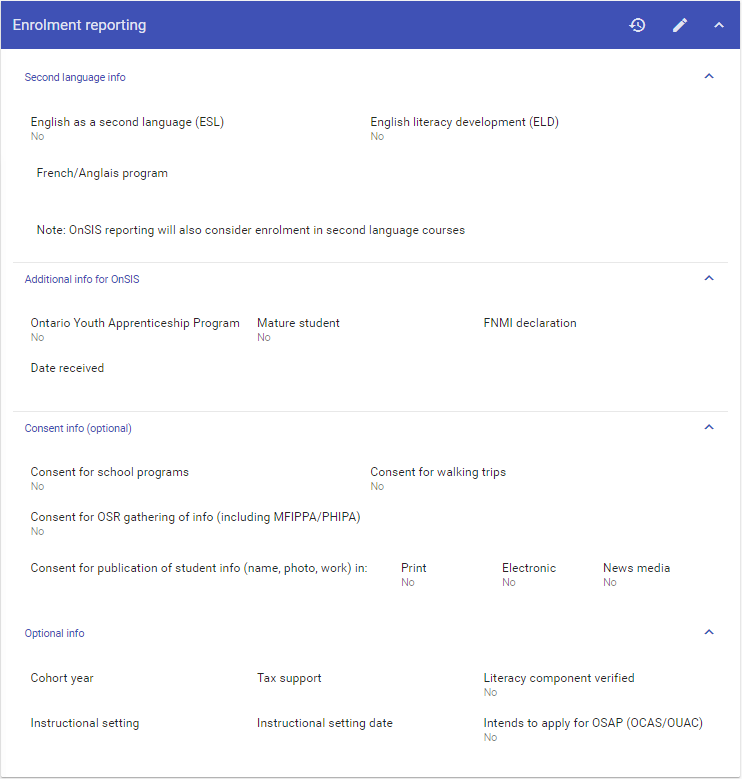 Enrolment reporting
Second language info
English as a second language (ESL) English literacy development (ELD)
No No
French/Anglais program
Note: OnSIS reporting will also consider enrolment in second language courses
Additional info for OnSIS
Ontario Youth Apprenticeship Program Mature student FNMI declaration
No No
Date received
Consent info (optional)
Consent for school programs Consent for walking trips
No No
Consent for OSR gathering of info (including MFIPPA/PHIPA)
No
Consent for publication of student info (name, photo, work) in: Print Electronic News media
No No No
Optional info
Cohort year Tax support Literacy component verified
No
Instructional setting Instructional setting date Intends to apply for OSAP (OCAS/OUAC)
No